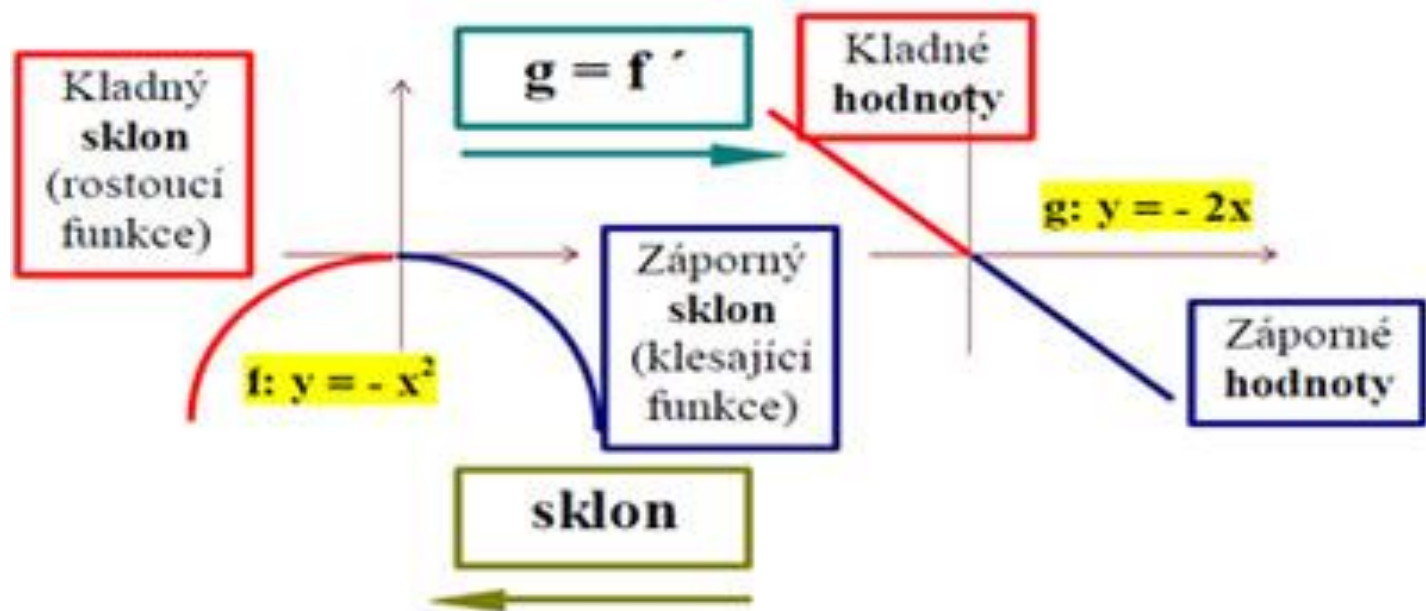 Kladný
sklon
(rostoucí
funkce)
g = f ´
Kladné
hodnoty
g: y = - 2x
f: y = - x²
Záporný
sklon
(klesající
funkce)
Záporné
hodnoty
sklon